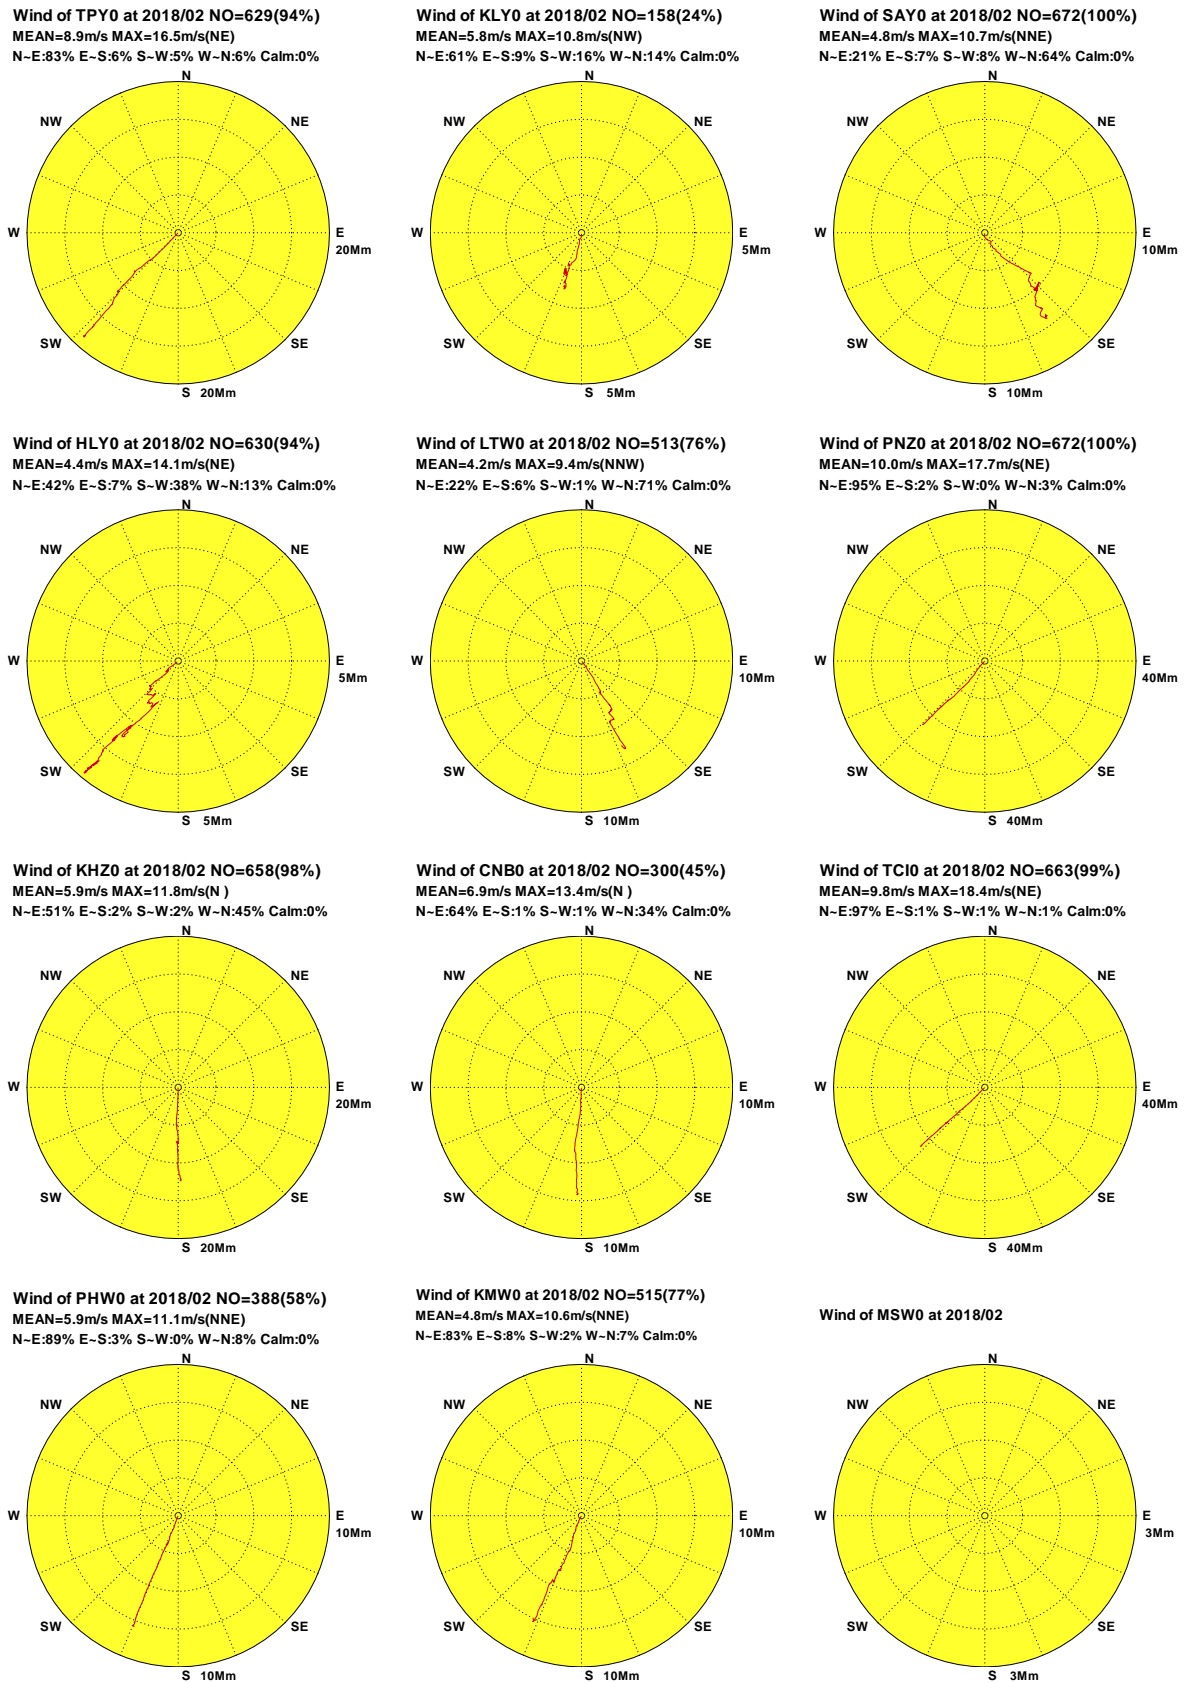 Wind of TPY0 at 2018/02 NO=629(94%)
MEAN=8.9m/s MAX=16.5m/s(NE)
N~E:83% E~S:6% S~W:5% W~N:6% Calm:0%
N
NW
NE
W
E
20Mm
SW
SE
S 20Mm
Wind of KLY0 at 2018/02 NO=158(24%)
MEAN=5.8m/s MAX=10.8m/s(NW)
N~E:61% E~S:9% S~W:16% W~N:14% Calm:0%
N
NW
NE
W
E
5Mm
SW
SE
S 5Mm
Wind of SAY0 at 2018/02 NO=672(100%)
MEAN=4.8m/s MAX=10.7m/s(NNE)
N~E:21% E~S:7% S~W:8% W~N:64% Calm:0%
N
NW
NE
W
E
10Mm
SW
SE
S 10Mm
Wind of HLY0 at 2018/02 NO=630(94%)
MEAN=4.4m/s MAX=14.1m/s(NE)
N~E:42% E~S:7% S~W:38% W~N:13% Calm:0%
N
NW
NE
W
E
5Mm
SW
SE
S 5Mm
Wind of LTW0 at 2018/02 NO=513(76%)
MEAN=4.2m/s MAX=9.4m/s(NNW)
N~E:22% E~S:6% S~W:1% W~N:71% Calm:0%
N
NW
NE
W
E
10Mm
SW
SE
S 10Mm
Wind of PNZ0 at 2018/02 NO=672(100%)
MEAN=10.0m/s MAX=17.7m/s(NE)
N~E:95% E~S:2% S~W:0% W~N:3% Calm:0%
N
NW
NE
W
E
40Mm
SW
SE
S 40Mm
Wind of KHZ0 at 2018/02 NO=658(98%)
MEAN=5.9m/s MAX=11.8m/s(N )
N~E:51% E~S:2% S~W:2% W~N:45% Calm:0%
N
NW
NE
W
E
20Mm
SW
SE
S 20Mm
Wind of CNB0 at 2018/02 NO=300(45%)
MEAN=6.9m/s MAX=13.4m/s(N )
N~E:64% E~S:1% S~W:1% W~N:34% Calm:0%
N
NW
NE
W
E
10Mm
SW
SE
S 10Mm
Wind of TCI0 at 2018/02 NO=663(99%)
MEAN=9.8m/s MAX=18.4m/s(NE)
N~E:97% E~S:1% S~W:1% W~N:1% Calm:0%
N
NW
NE
W
E
40Mm
SW
SE
S 40Mm
Wind of PHW0 at 2018/02 NO=388(58%)
MEAN=5.9m/s MAX=11.1m/s(NNE)
N~E:89% E~S:3% S~W:0% W~N:8% Calm:0%
N
NW
NE
W
E
10Mm
SW
SE
S 10Mm
Wind of KMW0 at 2018/02 NO=515(77%)
MEAN=4.8m/s MAX=10.6m/s(NNE)
N~E:83% E~S:8% S~W:2% W~N:7% Calm:0%
N
NW
NE
W
E
10Mm
SW
SE
S 10Mm
Wind of MSW0 at 2018/02
N
NW
NE
W
E
3Mm
SW
SE
S 3Mm